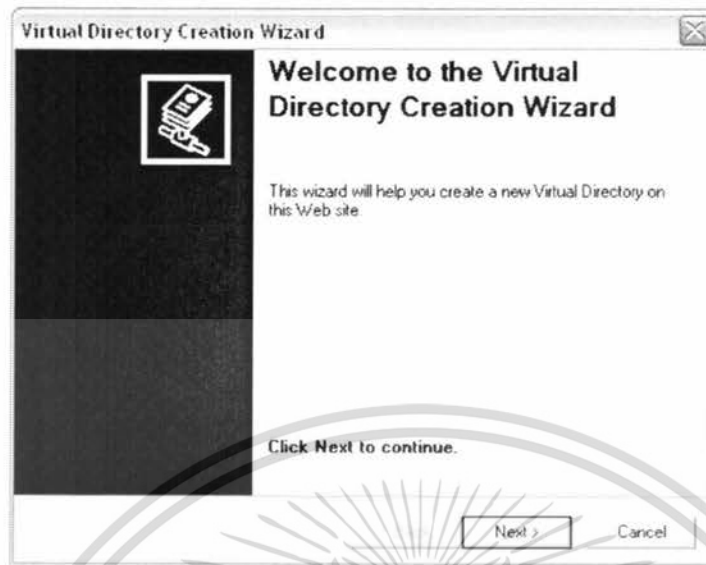 Virtual Directory Creation Wizard
Welcome to the Virtual
Directory Creation Wizard
This wizard will help you create a new Virtual Directory on
this Web site.
Click Next to continue.
Next >
Cancel